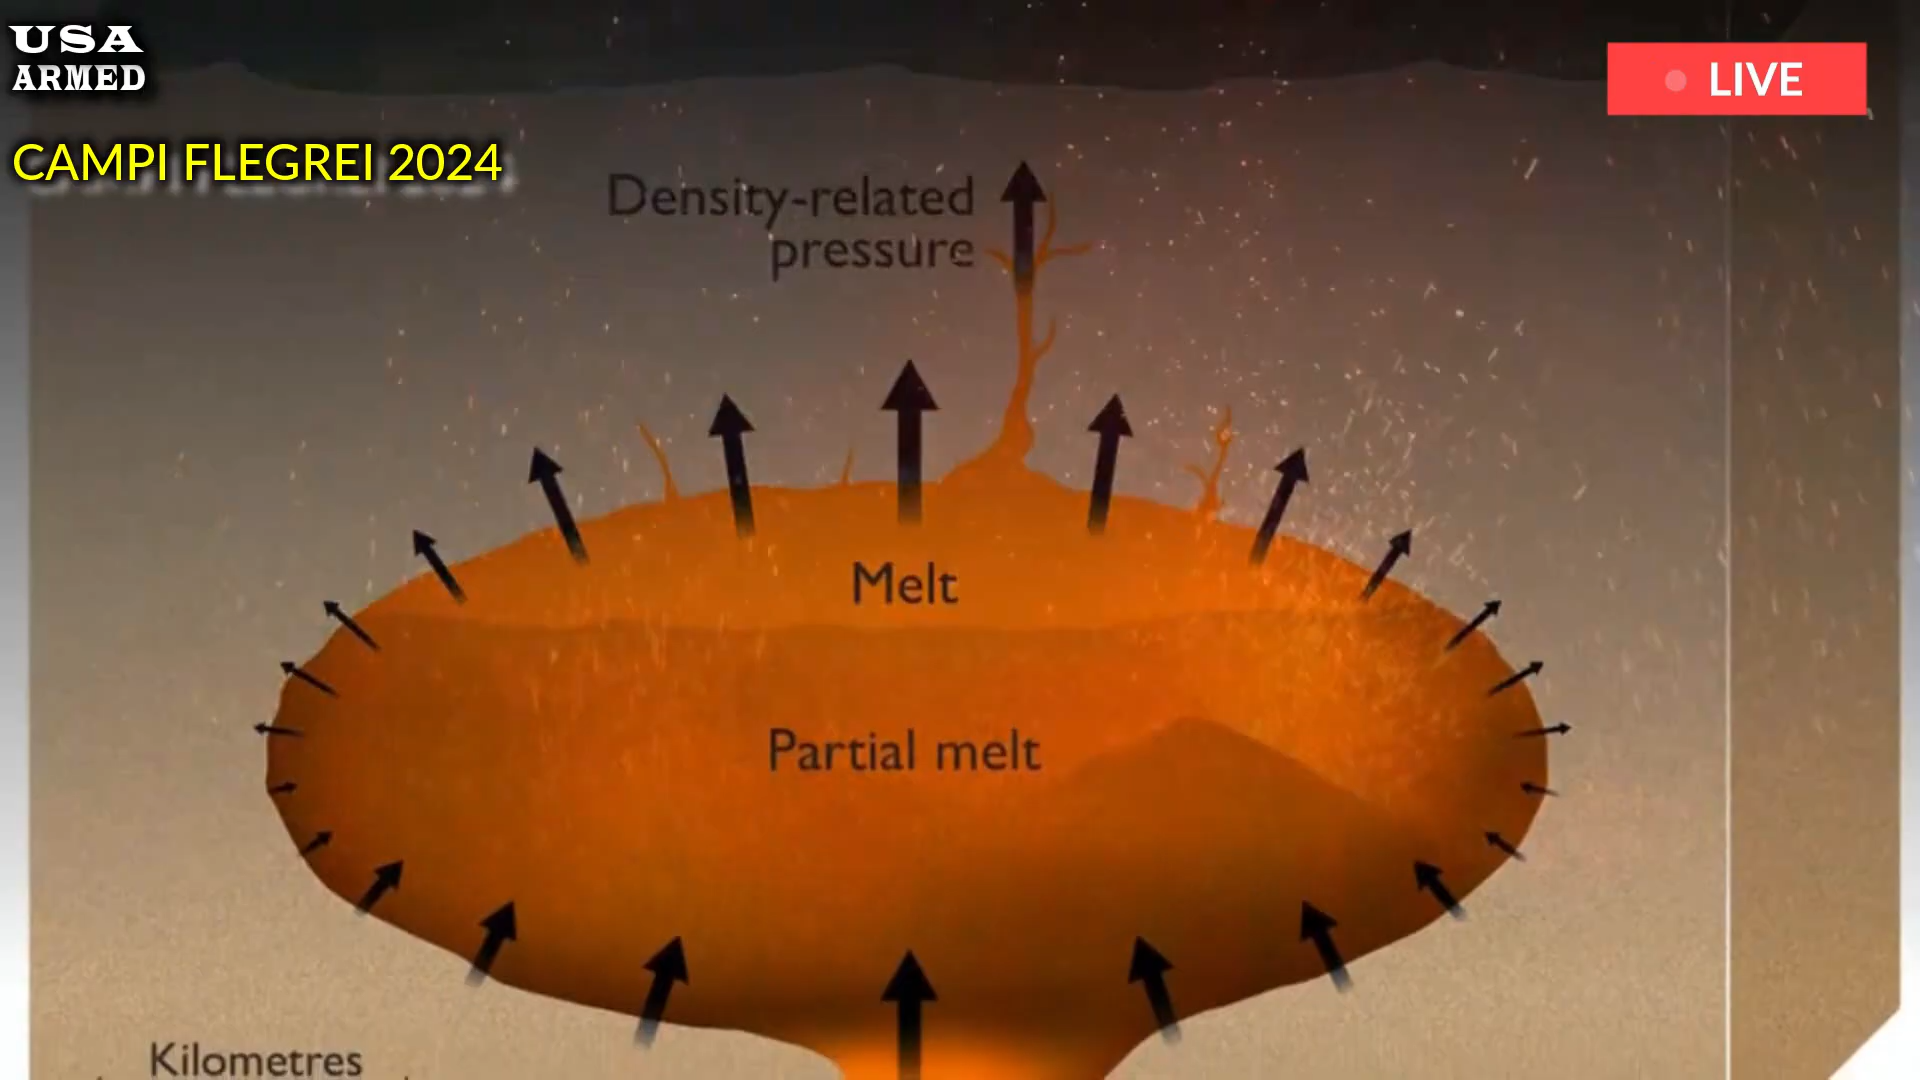 USA
ARMED
LIVE
CAMPI FLEGREI 2024
Density-related
pressure
Melt
Partial melt
Kilometres